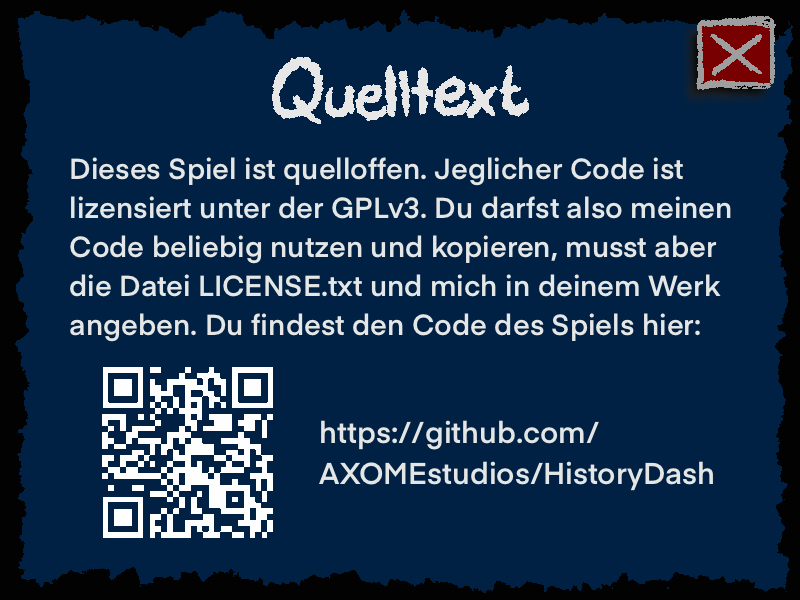 Quelltext
Dieses Spiel ist quelloffen. Jeglicher Code ist
lizensiert unter der GPLv3. Du darfst also meinen
Code beliebig nutzen und kopieren, musst aber
die Datei LICENSE.txt und mich in deinem Werk
angeben. Du findest den Code des Spiels hier:
https://github.com/
AXOMEstudios/HistoryDash